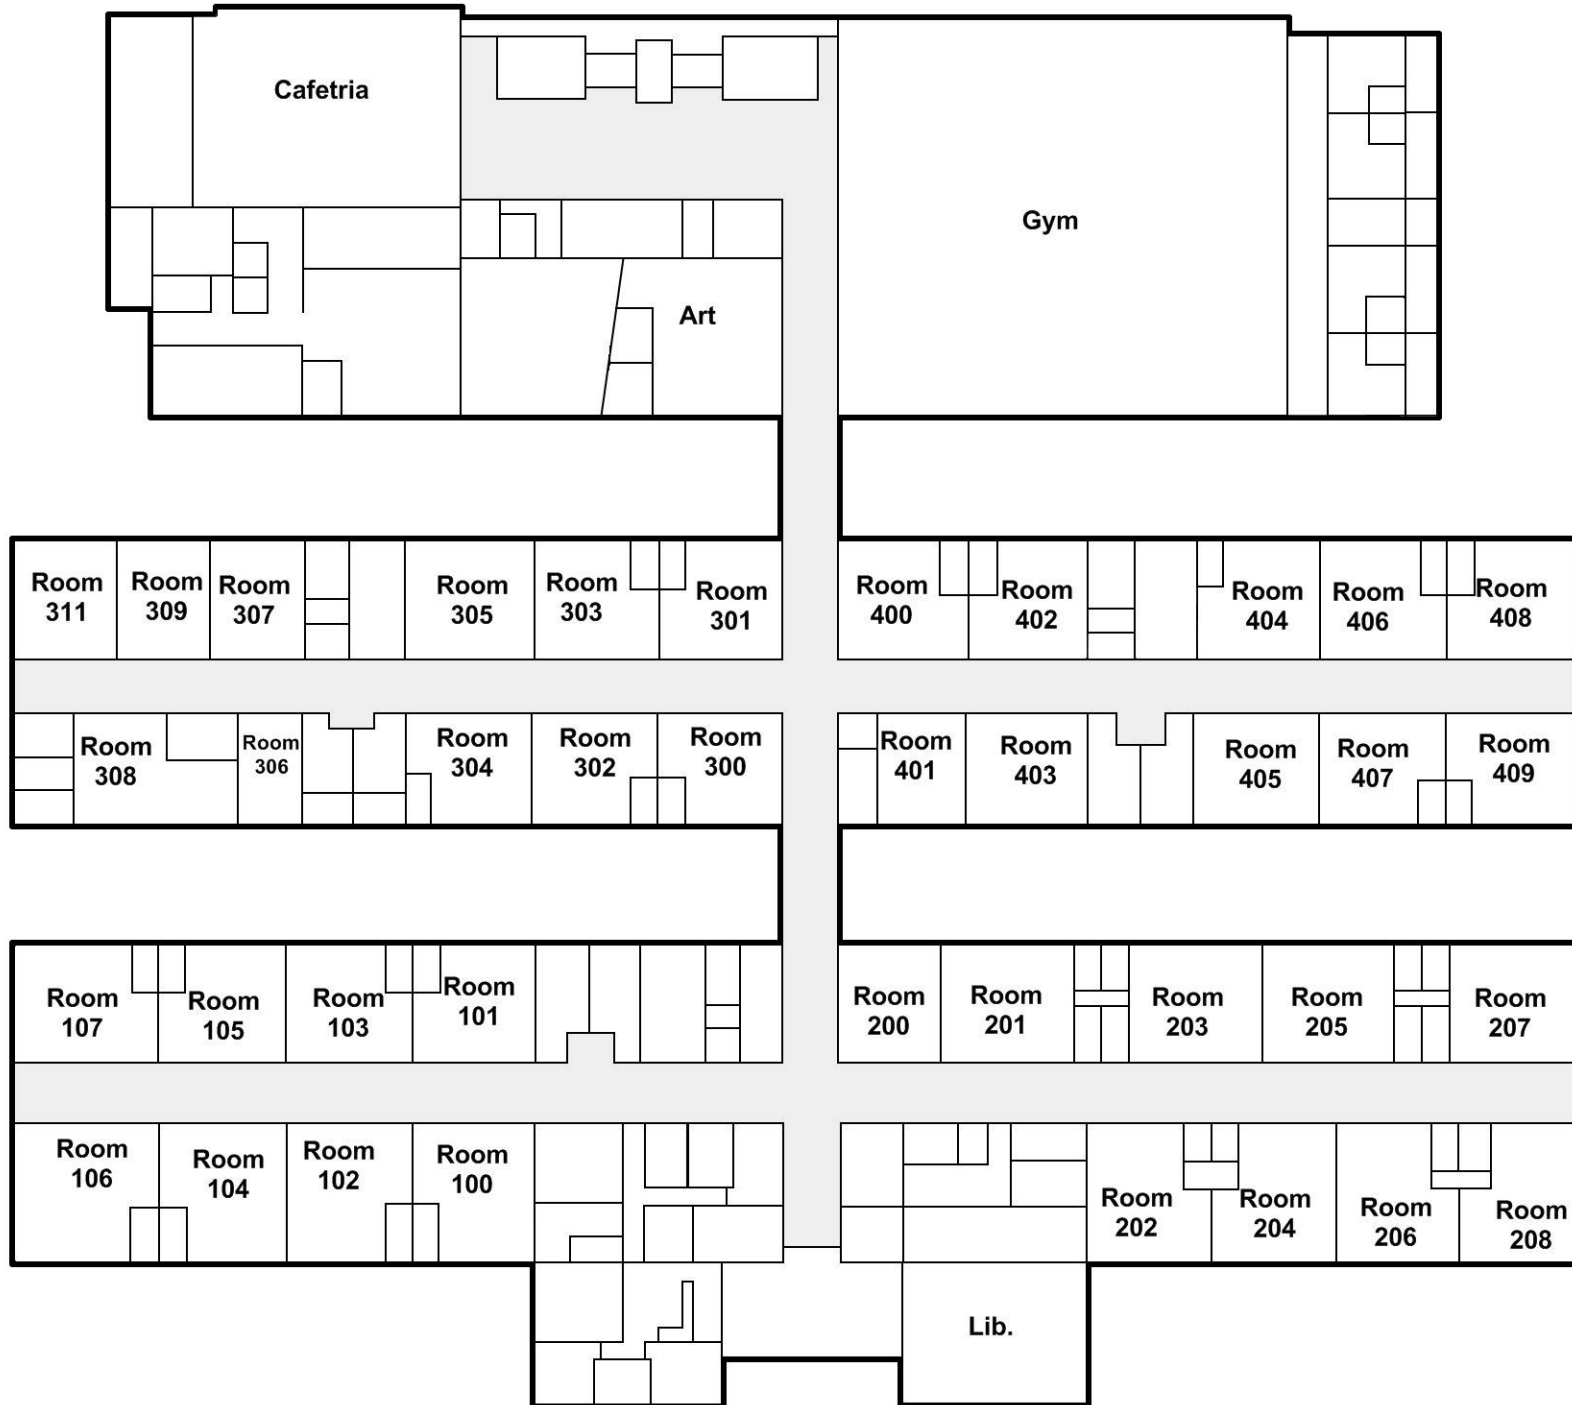 Cafetria
Gym
Art
Room
311
Room
309
Room
307
Room
305
Room
303
Room
301
Room
400
Room
402
Room
404
Room
406
Room
408
Room
308
Room
306
Room
304
Room
302
Room
300
Room
401
Room
403
Room
405
Room
407
Room
409
Room
107
Room
105
Room
103
Room
101
Room
200
Room
201
Room
203
Room
205
Room
207
Room
106
Room
104
Room
102
Room
100
Room
202
Room
204
Room
206
Room
208
Lib.